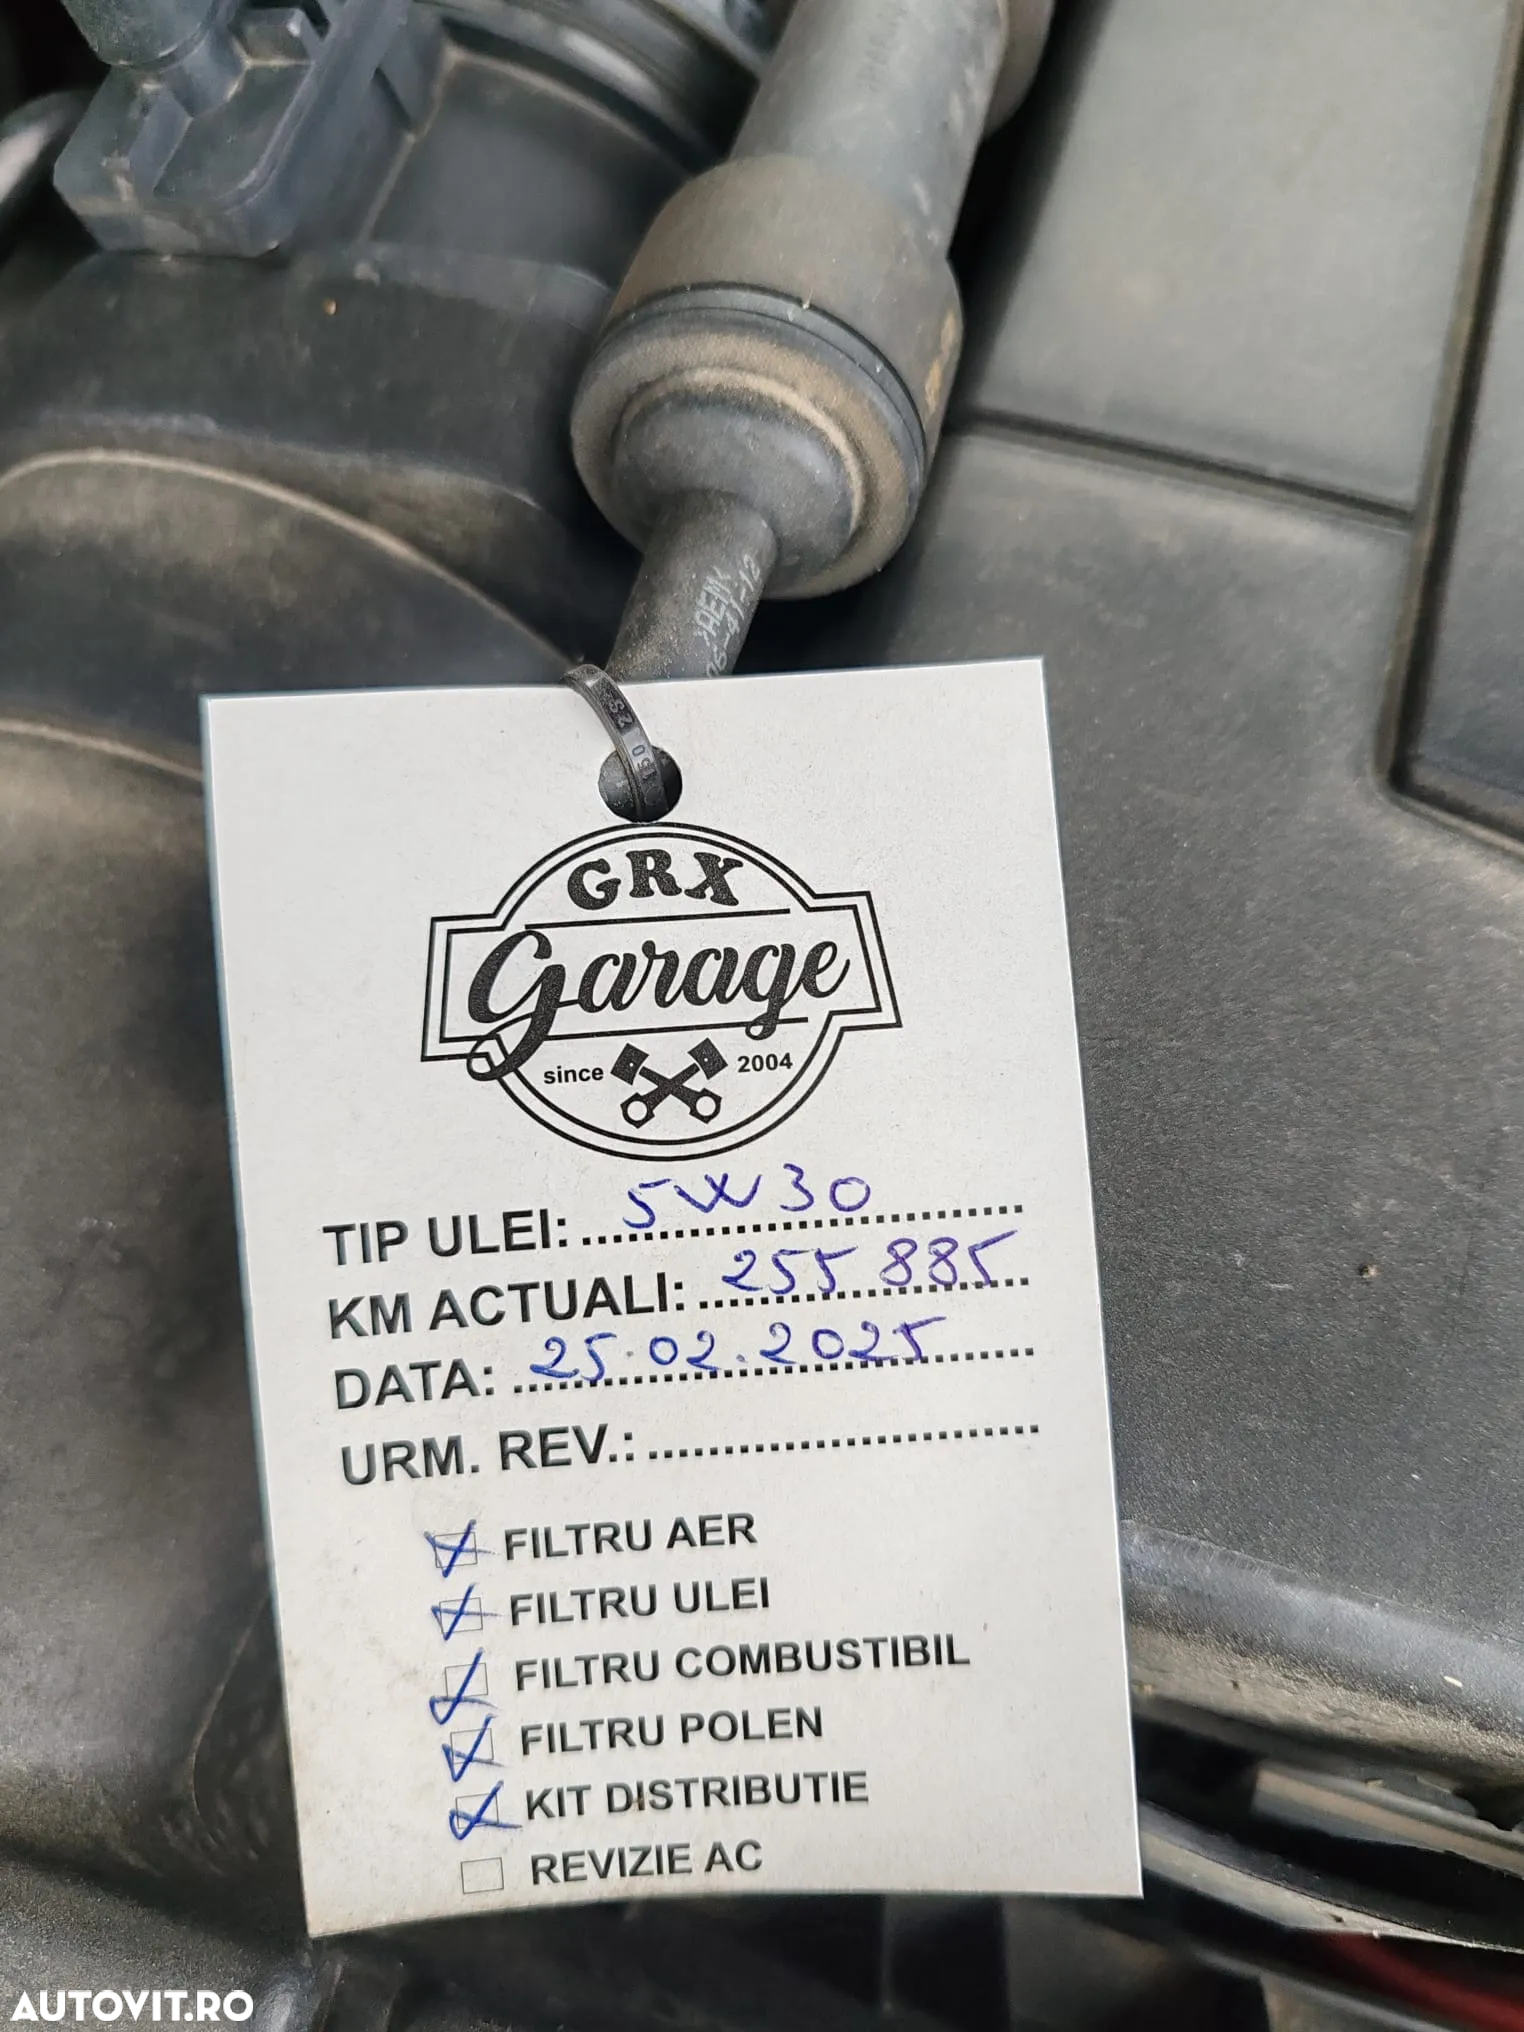 GRX
Garage
since 2004
TIP ULEI: 5W30
KM ACTUALI: 255 885
DATA: 25.02.2025
URM. REV.:
FILTRU AER
FILTRU ULEI
FILTRU COMBUSTIBIL
FILTRU POLEN
KIT DISTRIBUTIE
REVIZIE AC
AUTOVIT.RO